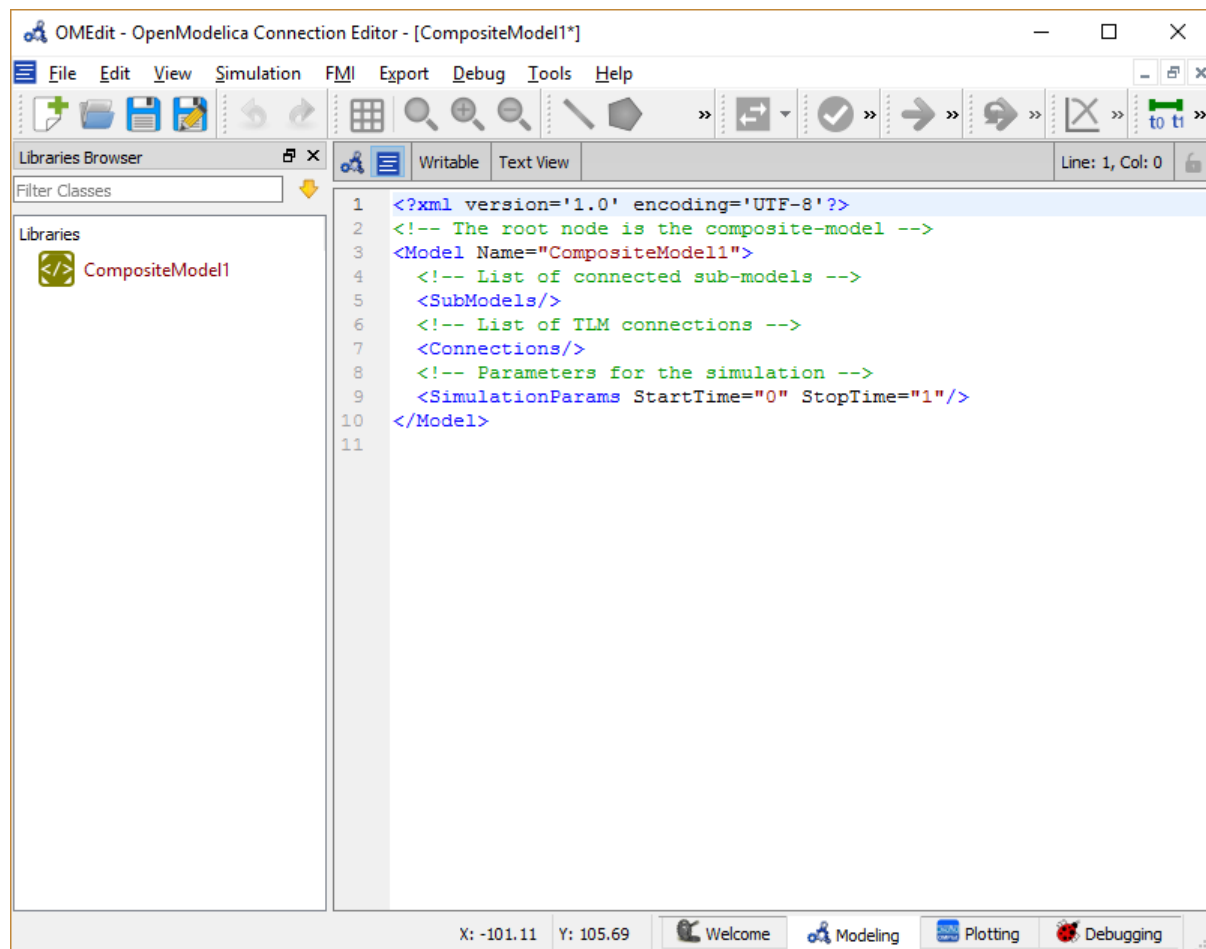 OMEdit - OpenModelica Connection Editor - [CompositeModel1*]
File Edit View Simulation FMI Export Debug Tools Help
t0 t1
Libraries Browser
Filter Classes
Libraries
CompositeModel1
Writable Text View Line: 1, Col: 0
1 <?xml version='1.0' encoding='UTF-8'?>
2 <!-- The root node is the composite-model -->
3 <Model Name="CompositeModel1">
4 <!-- List of connected sub-models -->
5 <SubModels/>
6 <!-- List of TLM connections -->
7 <Connections/>
8 <!-- Parameters for the simulation -->
9 <SimulationParams StartTime="0" StopTime="1"/>
10 </Model>
11
X: -101.11 Y: 105.69 Welcome Modeling Plotting Debugging